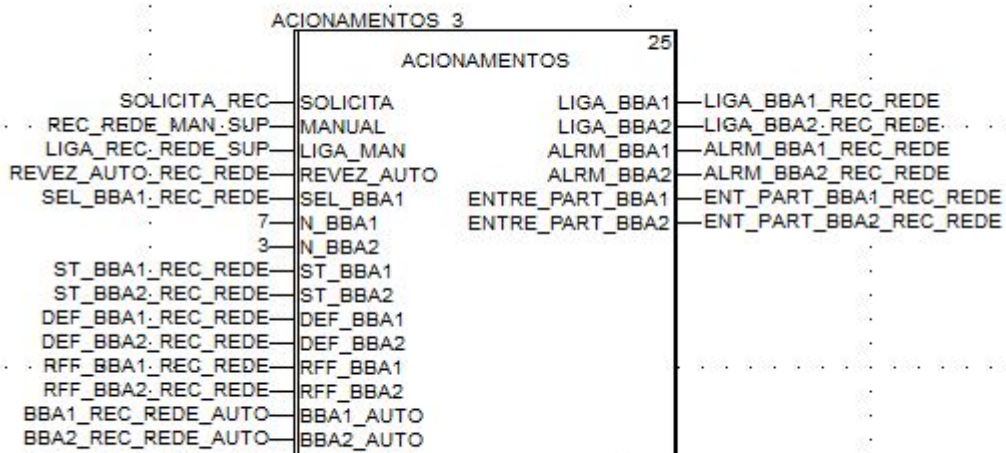 ACIONAMENTOS_3
25
ACIONAMENTOS
SOLICITA_REC SOLICITA LIGA_BBA1 LIGA_BBA1_REC_REDE
REC_REDE_MAN_SUP MANUAL LIGA_BBA2 LIGA_BBA2_REC_REDE
LIGA_REC_REDE_SUP LIGA_MAN ALRM_BBA1 ALRM_BBA1_REC_REDE
REVEZ_AUTO_REC_REDE REVEZ_AUTO ALRM_BBA2 ALRM_BBA2_REC_REDE
SEL_BBA1_REC_REDE SEL_BBA1 ENTRE_PART_BBA1 ENT_PART_BBA1_REC_REDE
7 N_BBA1 ENTRE_PART_BBA2 ENT_PART_BBA2_REC_REDE
3 N_BBA2
ST_BBA1_REC_REDE ST_BBA1
ST_BBA2_REC_REDE ST_BBA2
DEF_BBA1_REC_REDE DEF_BBA1
DEF_BBA2_REC_REDE DEF_BBA2
RFF_BBA1_REC_REDE RFF_BBA1
RFF_BBA2_REC_REDE RFF_BBA2
BBA1_REC_REDE_AUTO BBA1_AUTO
BBA2_REC_REDE_AUTO BBA2_AUTO